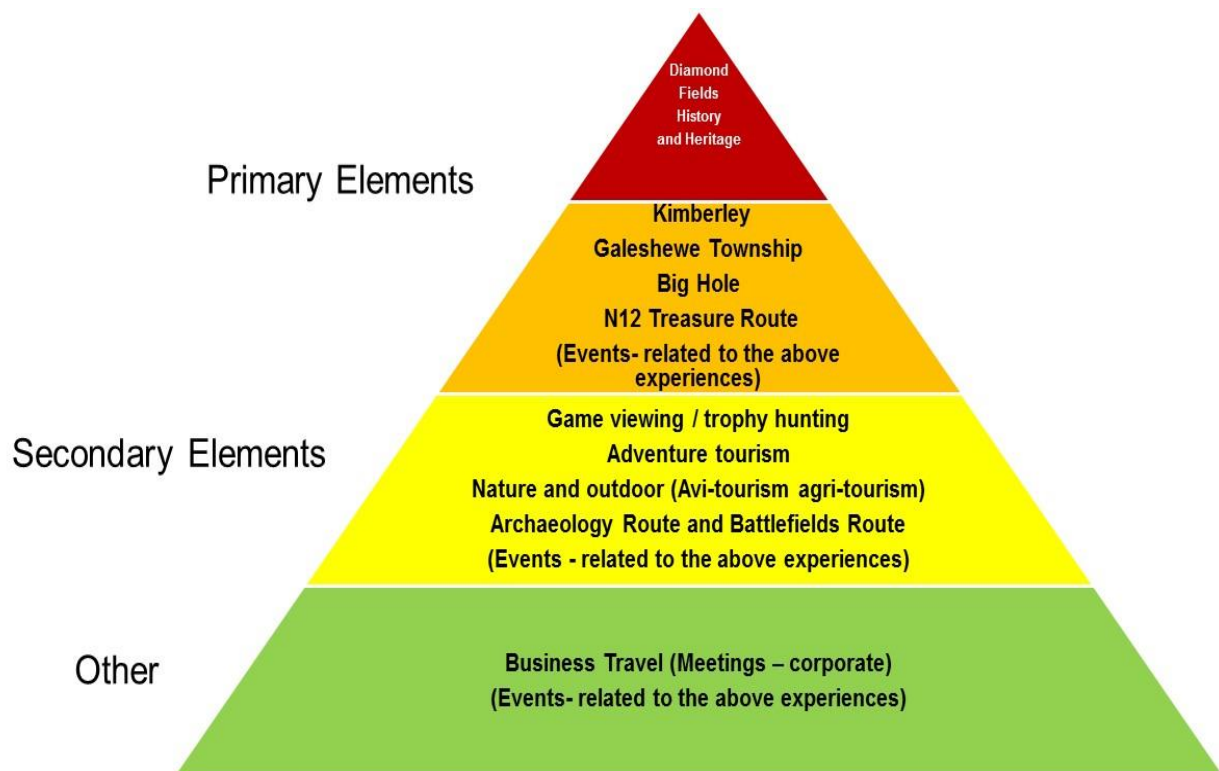 Diamond
Fields
History
and Heritage
Primary Elements
Kimberley
Galeshewe Township
Big Hole
N12 Treasure Route
(Events- related to the above
experiences)
Secondary Elements
Game viewing / trophy hunting
Adventure tourism
Nature and outdoor (Avi-tourism agri-tourism)
Archaeology Route and Battlefields Route
(Events - related to the above experiences)
Other
Business Travel (Meetings – corporate)
(Events- related to the above experiences)